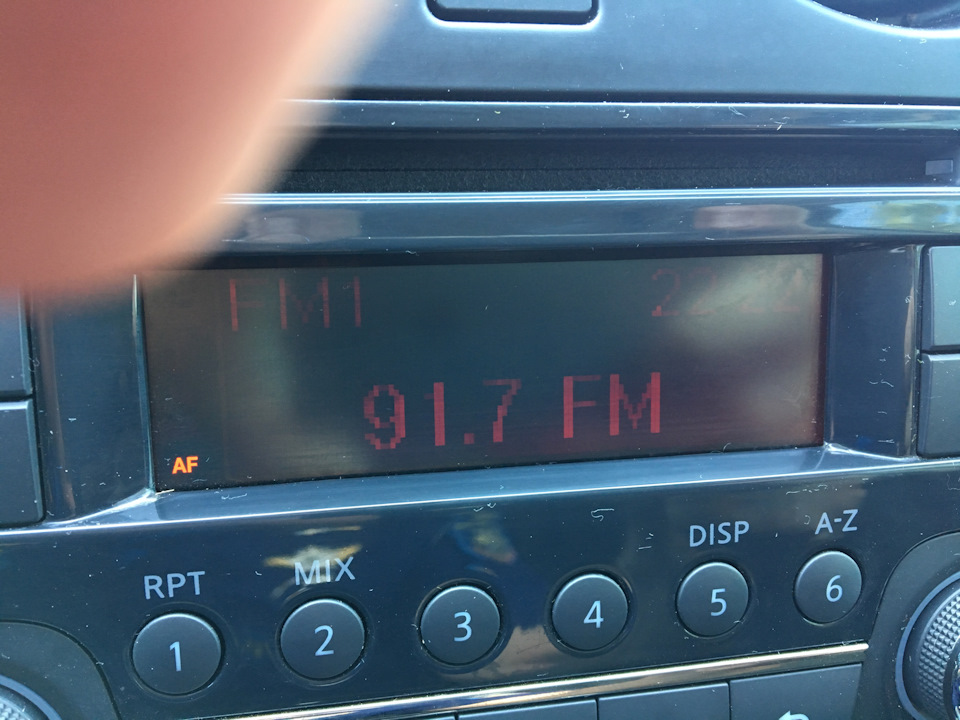 FM1
91.7 FM
AF
RPT MIX DISP A-Z
1 2 3 4 5 6